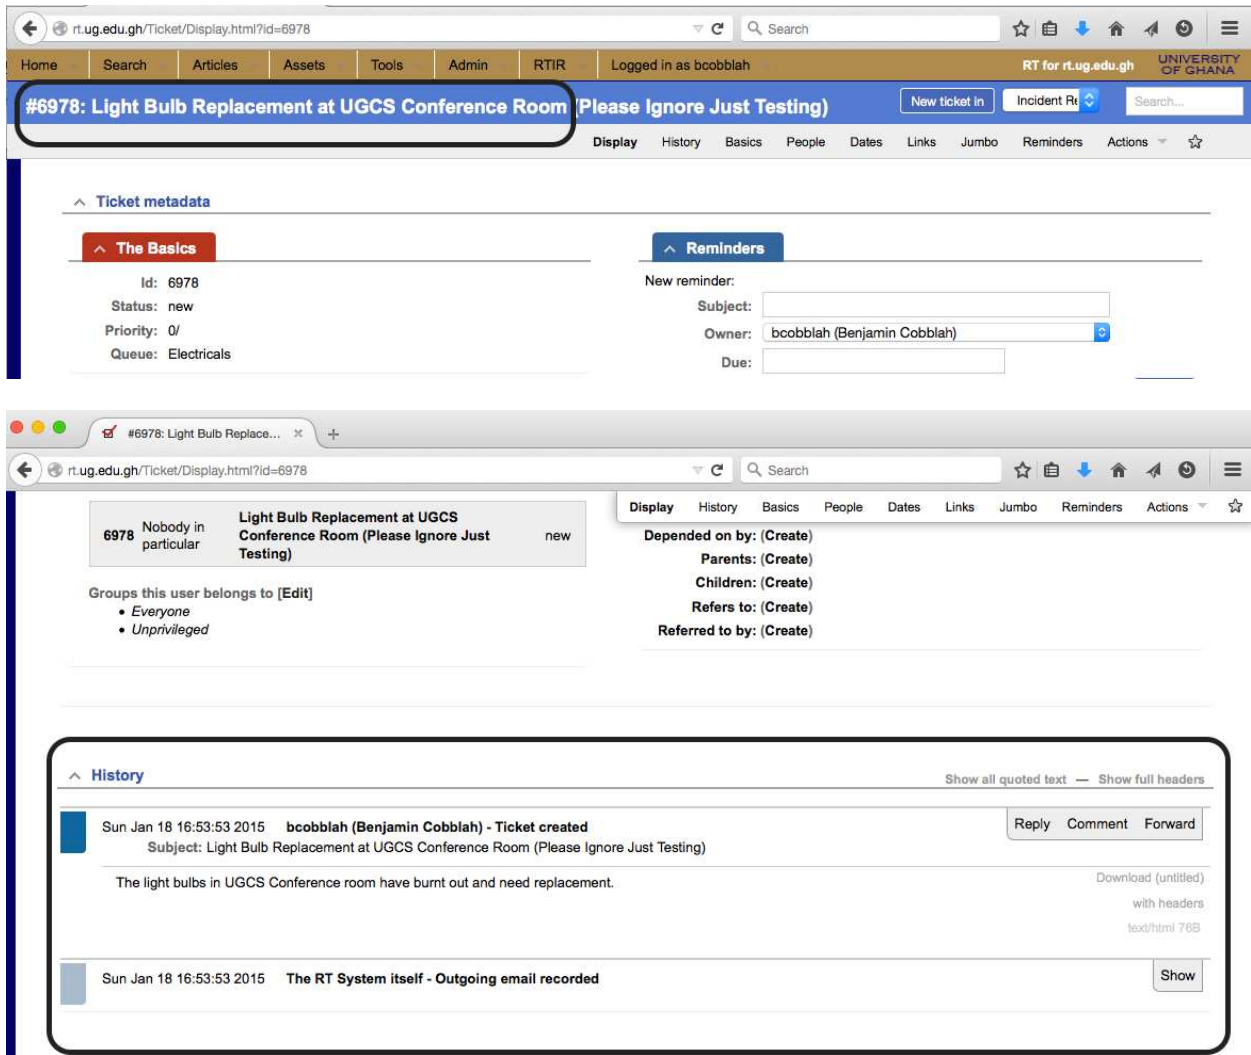 rt.ug.edu.gh/Ticket/Display.html?id=6978 Search
Home Search Articles Assets Tools Admin RTIR Logged in as bcobblah RT for rt.ug.edu.gh UNIVERSITY OF GHANA
#6978: Light Bulb Replacement at UGCS Conference Room (Please Ignore Just Testing) New ticket in Incident Re Search...
Display History Basics People Dates Links Jumbo Reminders Actions
Ticket metadata
The Basics
Id: 6978
Status: new
Priority: 0/
Queue: Electricals
Reminders
New reminder:
Subject:
Owner: bcobblah (Benjamin Cobblah)
Due:
#6978: Light Bulb Replace... × +
rt.ug.edu.gh/Ticket/Display.html?id=6978 Search
Display History Basics People Dates Links Jumbo Reminders Actions
6978 Nobody in particular Light Bulb Replacement at UGCS Conference Room (Please Ignore Just Testing) new
Groups this user belongs to [Edit]
• Everyone
• Unprivileged
Depended on by: (Create)
Parents: (Create)
Children: (Create)
Refers to: (Create)
Referred to by: (Create)
History
Show all quoted text — Show full headers
Sun Jan 18 16:53:53 2015 bcobblah (Benjamin Cobblah) - Ticket created Reply Comment Forward
Subject: Light Bulb Replacement at UGCS Conference Room (Please Ignore Just Testing)
The light bulbs in UGCS Conference room have burnt out and need replacement.
Download (untitled)
with headers
text/html 76B
Sun Jan 18 16:53:53 2015 The RT System itself - Outgoing email recorded Show